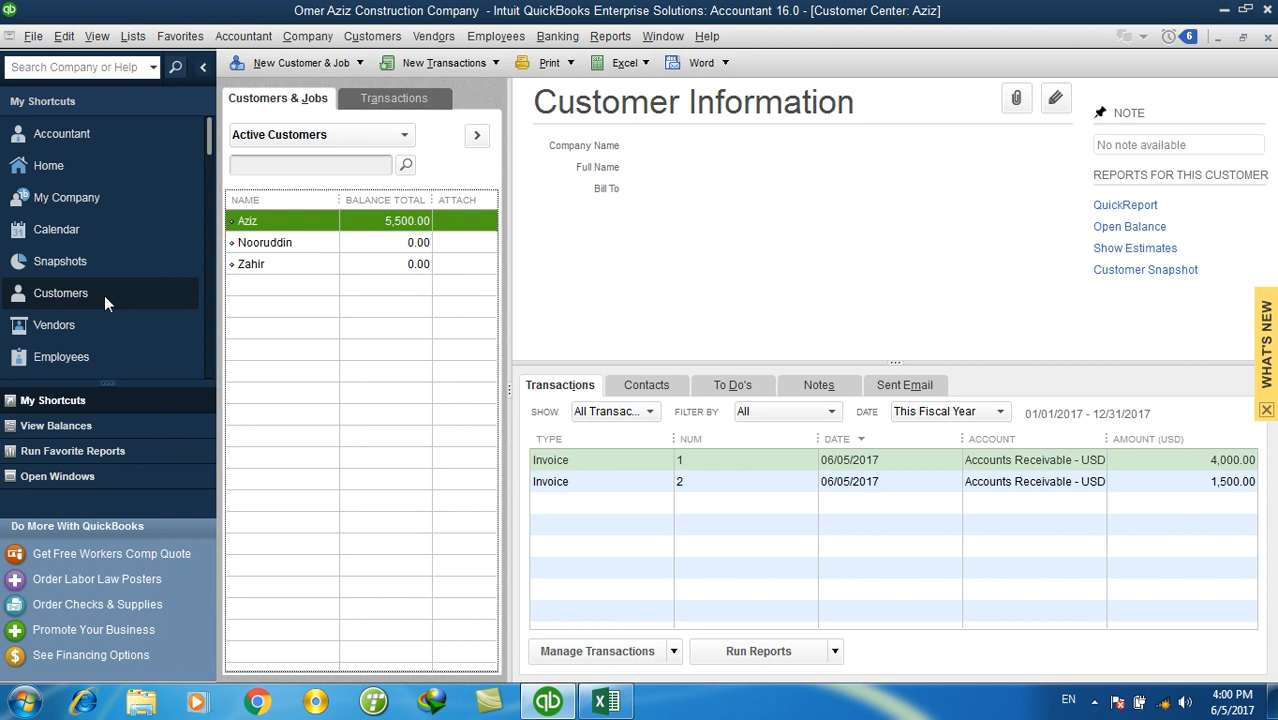 Omer Aziz Construction Company - Intuit QuickBooks Enterprise Solutions: Accountant 16.0 - [Customer Center: Aziz]
File Edit View Lists Favorites Accountant Company Customers Vendors Employees Banking Reports Window Help 6
Search Company or Help
New Customer & Job New Transactions Print Excel Word
My Shortcuts
Accountant
Home
My Company
Calendar
Snapshots
Customers
Vendors
Employees
My Shortcuts
View Balances
Run Favorite Reports
Open Windows
Do More With QuickBooks
Get Free Workers Comp Quote
Order Labor Law Posters
Order Checks & Supplies
Promote Your Business
See Financing Options
Customers & Jobs Transactions
Active Customers
NAME BALANCE TOTAL ATTACH
Aziz 5,500.00
Nooruddin 0.00
Zahir 0.00
Customer Information
Company Name
Full Name
Bill To
NOTE
No note available
REPORTS FOR THIS CUSTOMER
QuickReport
Open Balance
Show Estimates
Customer Snapshot
WHAT'S NEW
Transactions Contacts To Do's Notes Sent Email
SHOW All Transac... FILTER BY All DATE This Fiscal Year 01/01/2017 - 12/31/2017
TYPE NUM DATE ACCOUNT AMOUNT (USD)
Invoice 1 06/05/2017 Accounts Receivable - USD 4,000.00
Invoice 2 06/05/2017 Accounts Receivable - USD 1,500.00
Manage Transactions Run Reports
EN
4:00 PM
6/5/2017